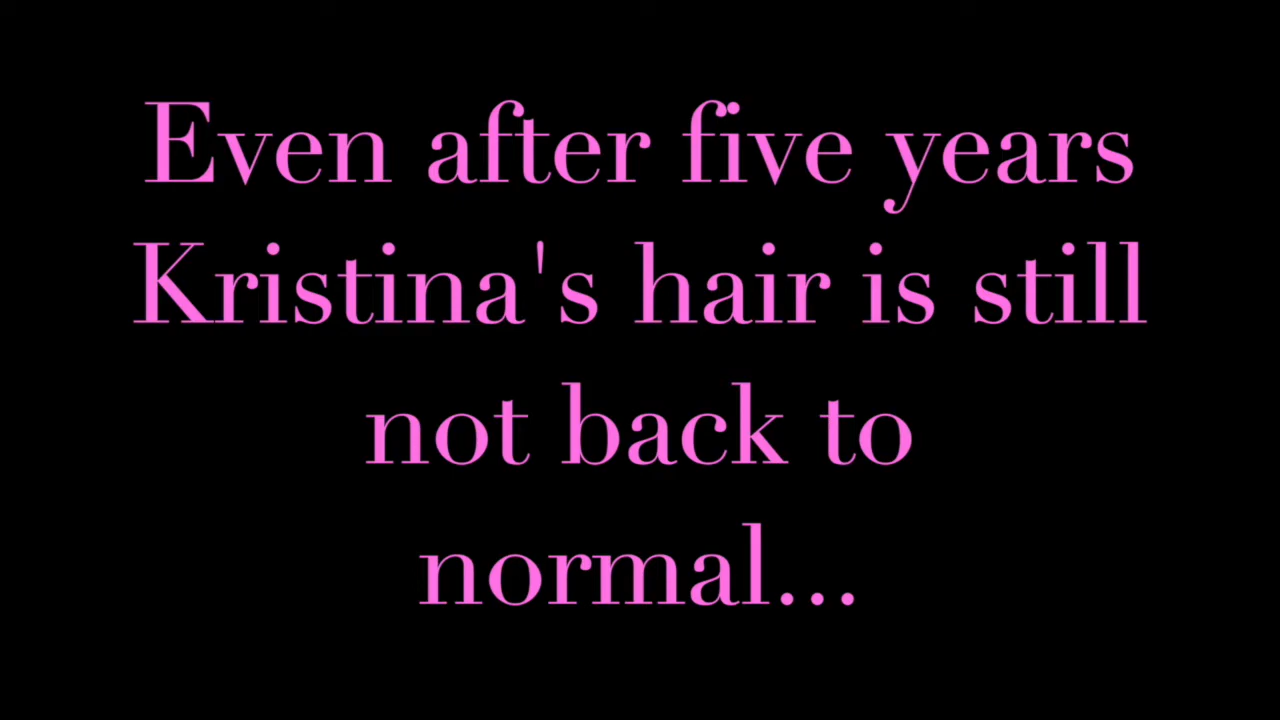 Even after five years
Kristina's hair is still
not back to
normal...